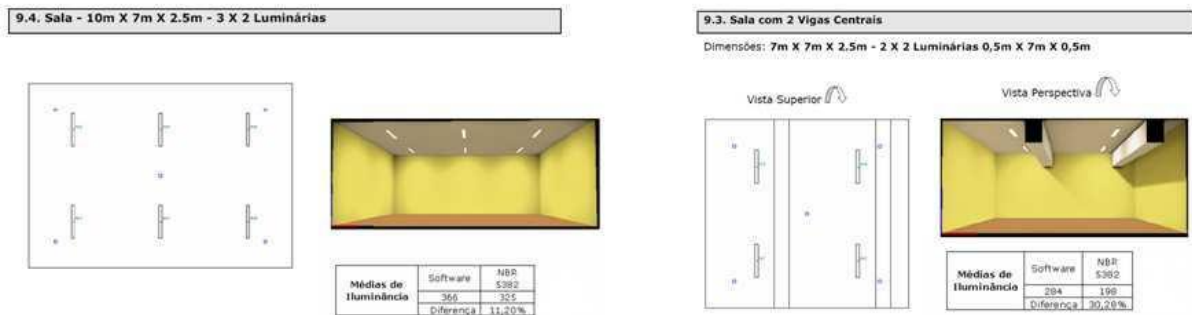 9.4. Sala - 10m X 7m X 2.5m - 3 X 2 Luminárias
Médias de Iluminância
Software
NBR 5382
366
325
Diferença
11,20%
9.3. Sala com 2 Vigas Centrais
Dimensões: 7m X 7m X 2.5m - 2 X 2 Luminárias 0,5m X 7m X 0,5m
Vista Superior
Vista Perspectiva
Médias de Iluminância
Software
NBR 5382
284
198
Diferença
30,28%